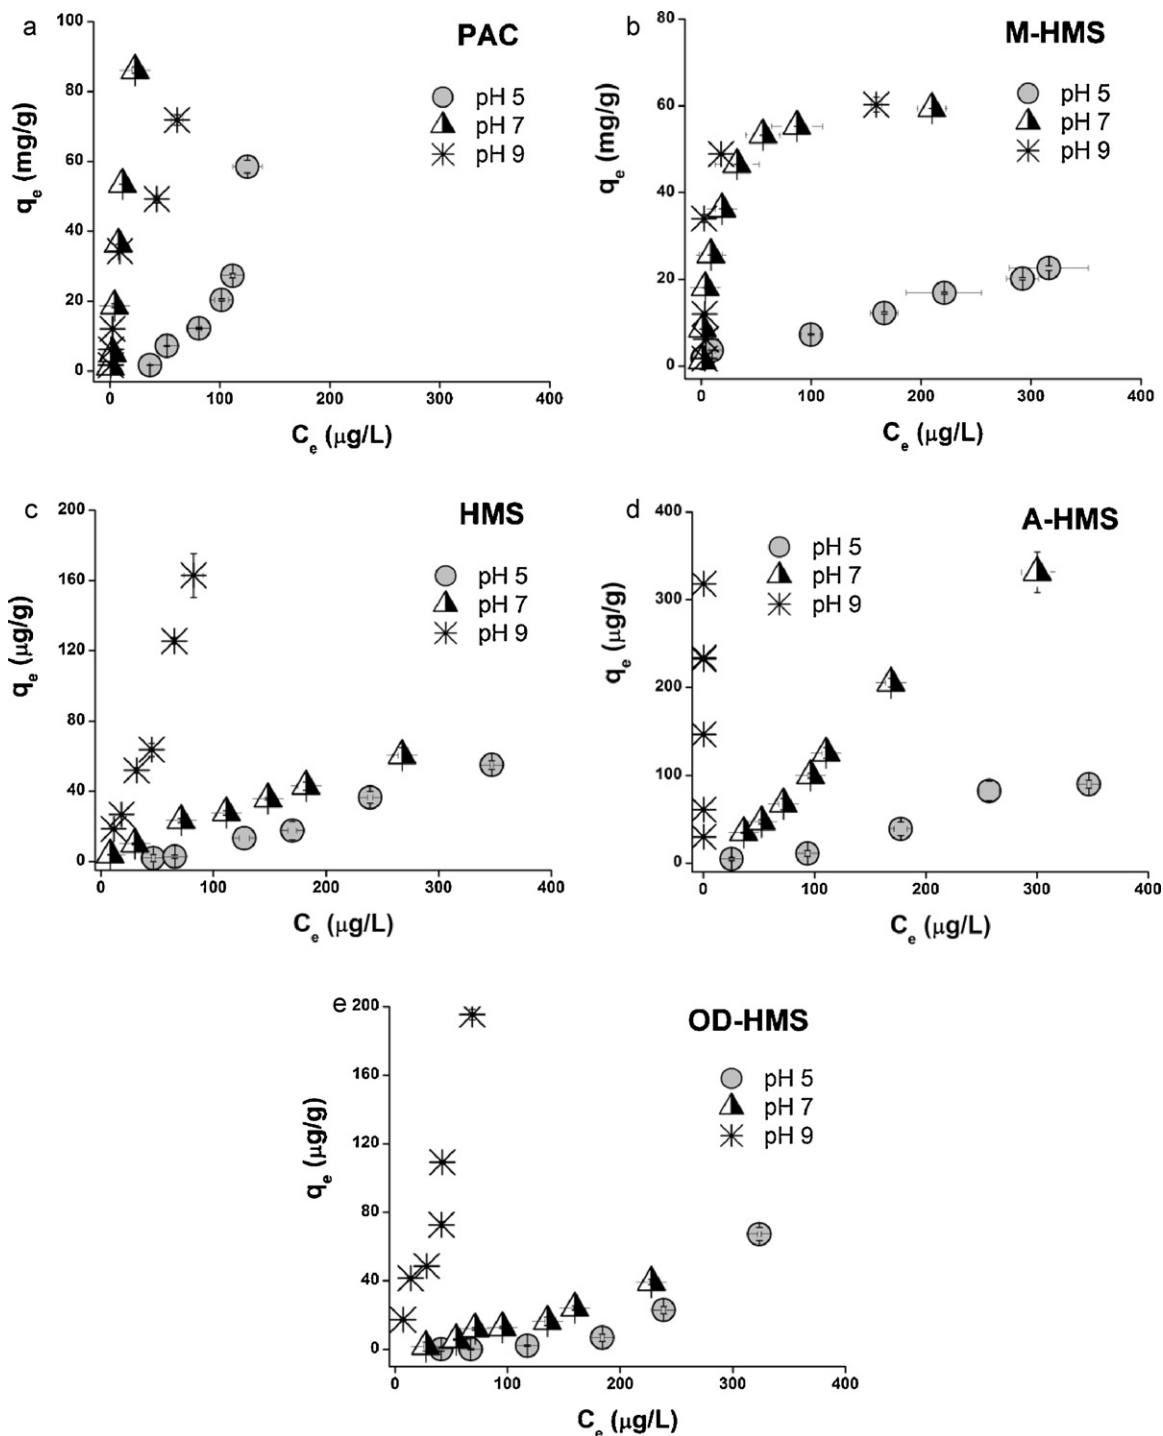 a
PAC
pH 5
pH 7
pH 9
100
80
60
40
20
0
qe (mg/g)
0 100 200 300 400
Ce (μg/L)
b
M-HMS
pH 5
pH 7
pH 9
80
60
40
20
0
qe (mg/g)
0 100 200 300 400
Ce (μg/L)
c
HMS
pH 5
pH 7
pH 9
200
160
120
80
40
0
qe (μg/g)
0 100 200 300 400
Ce (μg/L)
d
A-HMS
pH 5
pH 7
pH 9
400
300
200
100
0
qe (μg/g)
0 100 200 300 400
Ce (μg/L)
e
OD-HMS
pH 5
pH 7
pH 9
200
160
120
80
40
0
qe (μg/g)
0 100 200 300 400
Ce (μg/L)